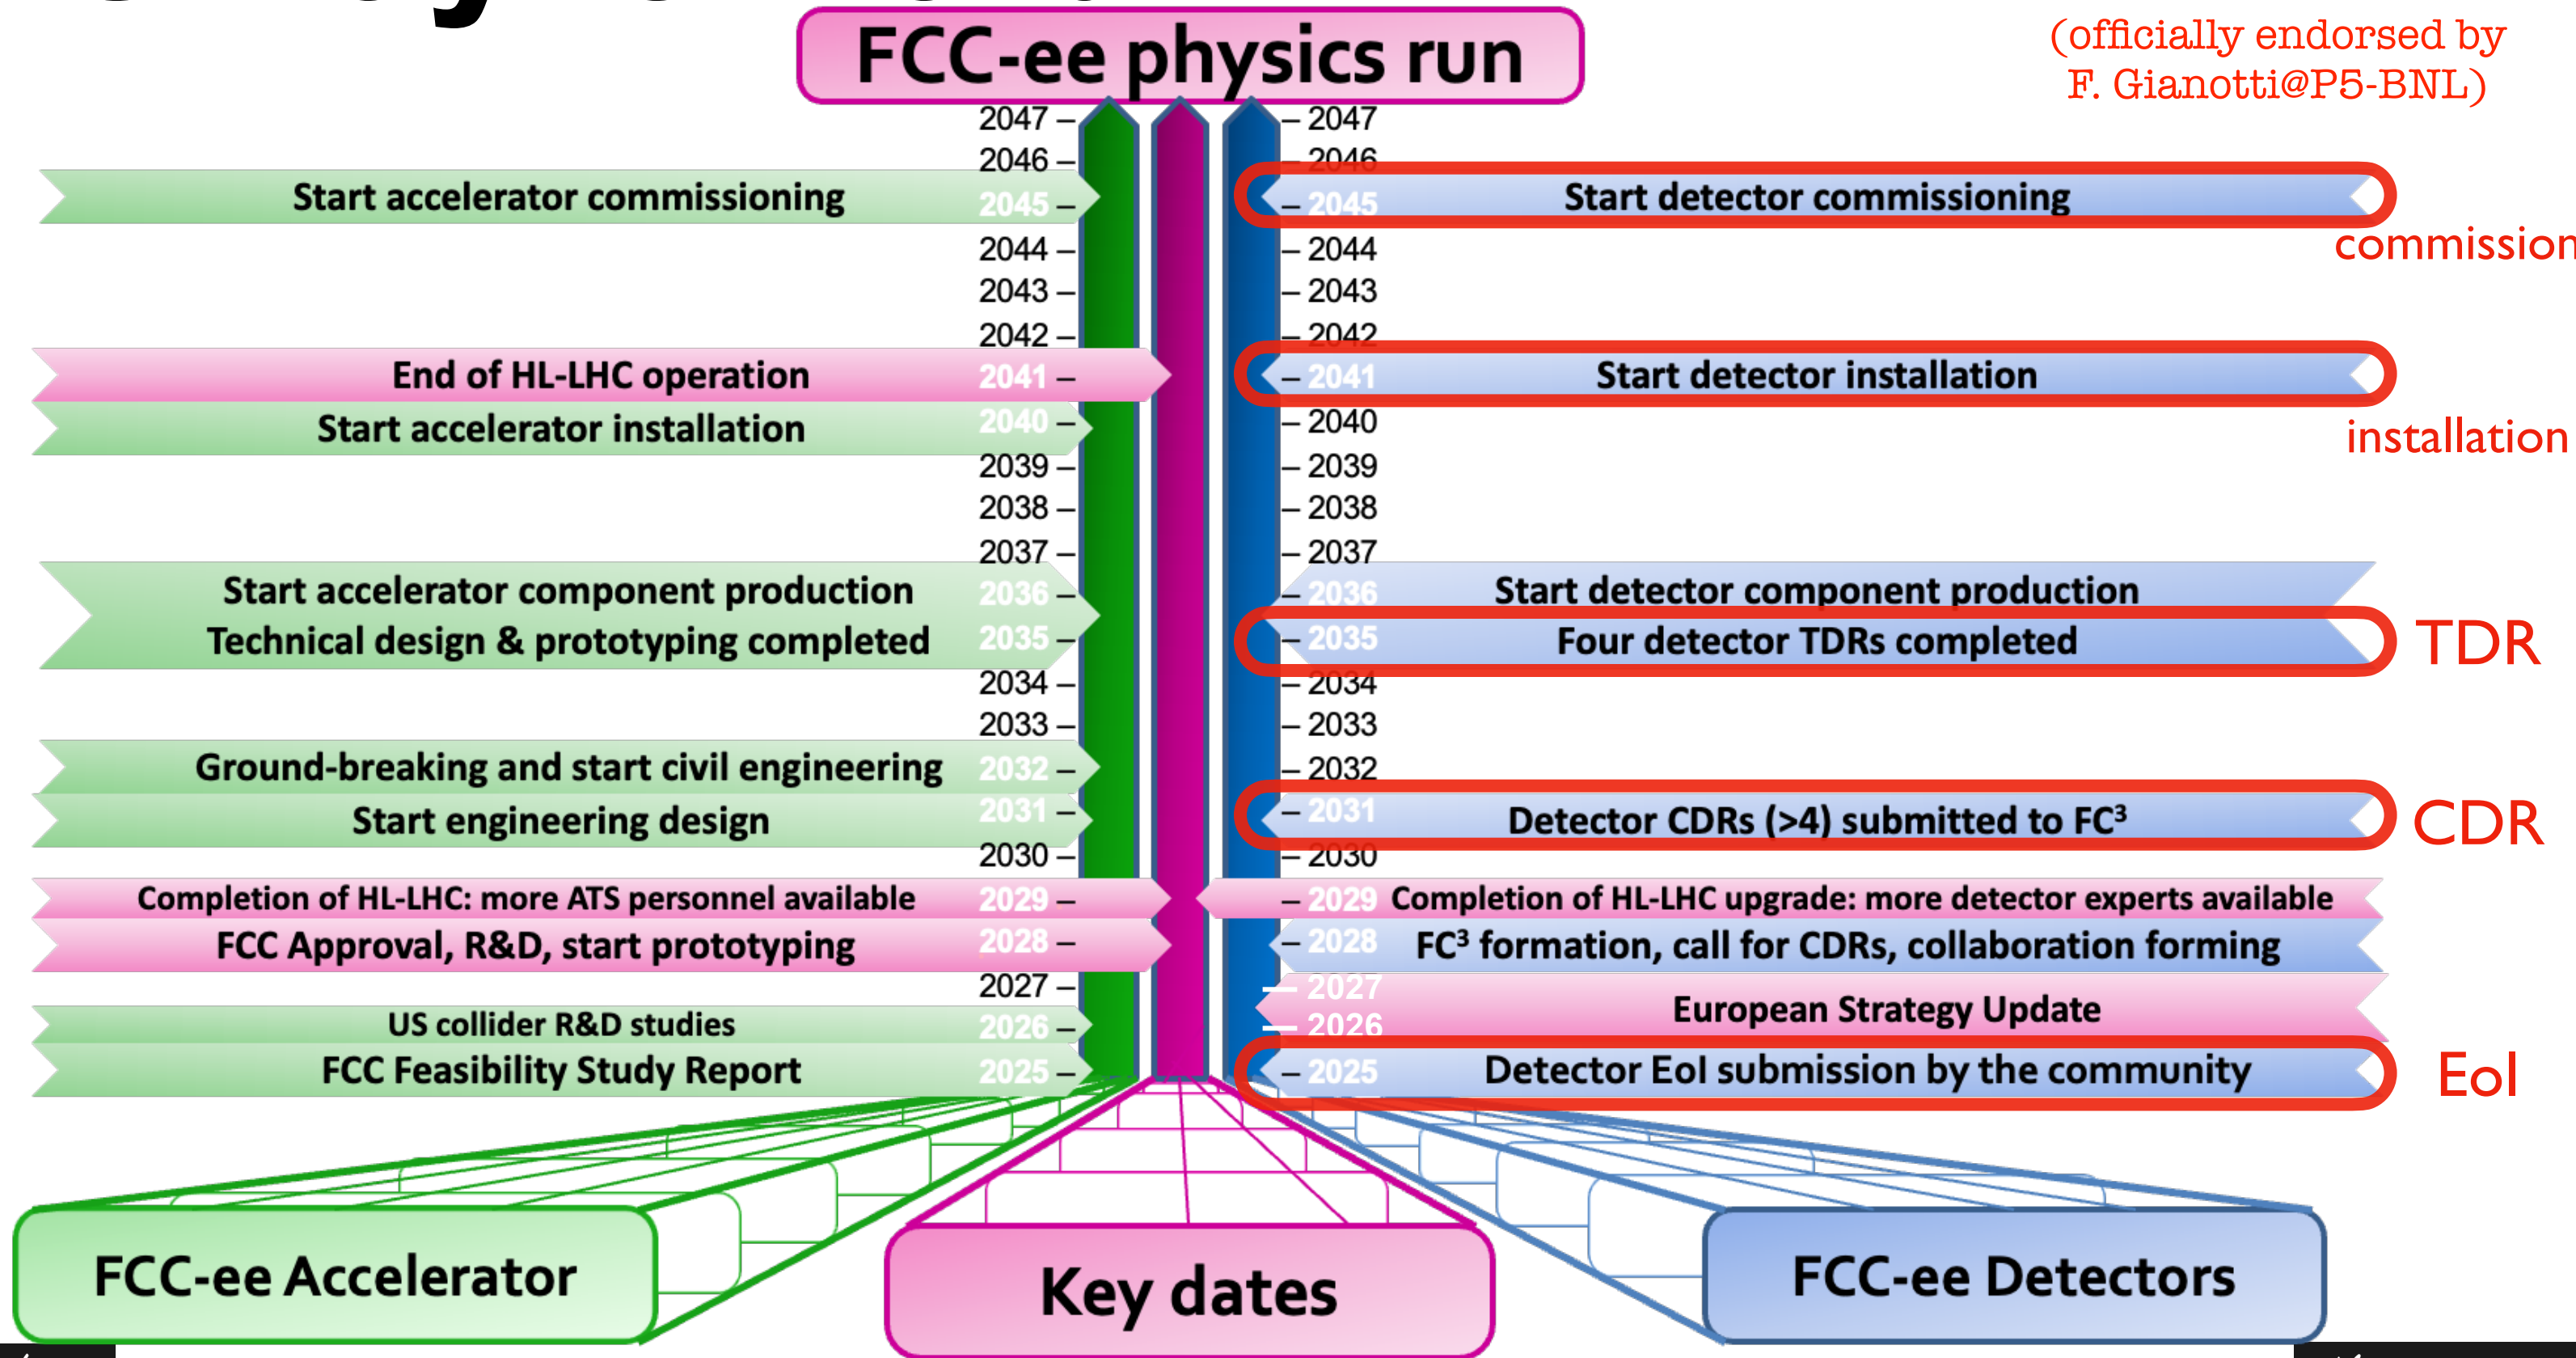 FCC-ee physics run
(officially endorsed by
F. Gianotti@P5-BNL)
2047 – – 2047
2046 – – 2046
Start accelerator commissioning 2045 – – 2045 Start detector commissioning
commission
2044 – – 2044
2043 – – 2043
2042 – – 2042
End of HL-LHC operation 2041 – – 2041 Start detector installation
Start accelerator installation 2040 – – 2040
installation
2039 – – 2039
2038 – – 2038
2037 – – 2037
Start accelerator component production 2036 – – 2036 Start detector component production
Technical design & prototyping completed 2035 – – 2035 Four detector TDRs completed TDR
2034 – – 2034
2033 – – 2033
Ground-breaking and start civil engineering 2032 – – 2032
Start engineering design 2031 – – 2031 Detector CDRs (>4) submitted to FC³ CDR
2030 – – 2030
Completion of HL-LHC: more ATS personnel available 2029 – – 2029 Completion of HL-LHC upgrade: more detector experts available
FCC Approval, R&D, start prototyping 2028 – – 2028 FC³ formation, call for CDRs, collaboration forming
2027 – — 2027
European Strategy Update
US collider R&D studies 2026 – — 2026
FCC Feasibility Study Report 2025 – – 2025 Detector EoI submission by the community EoI
FCC-ee Accelerator
Key dates
FCC-ee Detectors